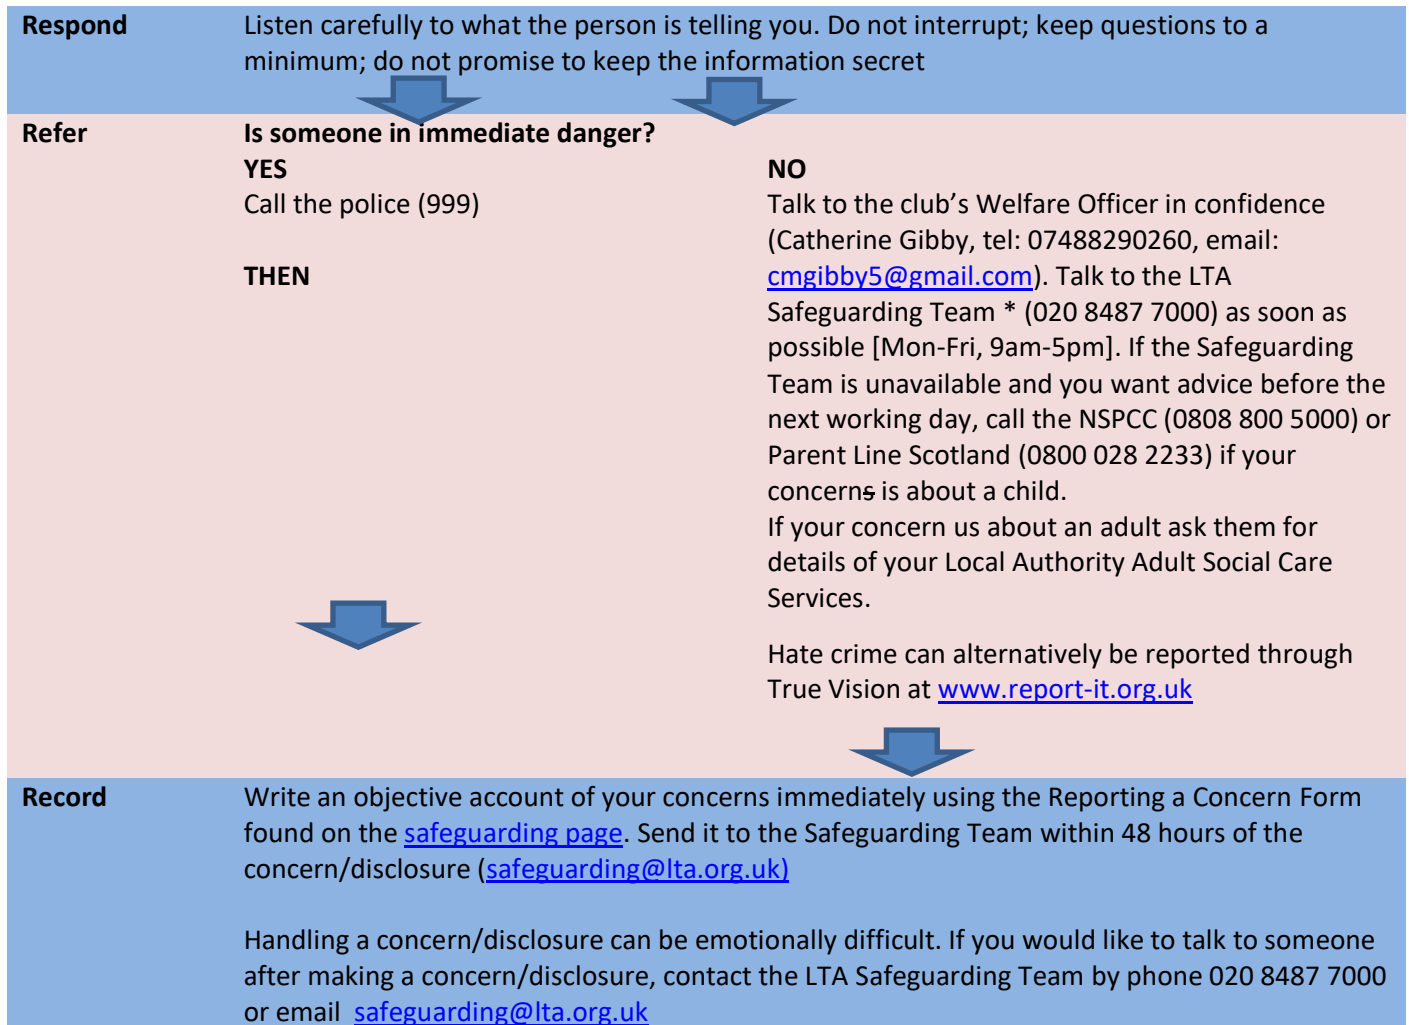 Respond
Listen carefully to what the person is telling you. Do not interrupt; keep questions to a
minimum; do not promise to keep the information secret
Refer
Is someone in immediate danger?
YES
Call the police (999)
THEN
NO
Talk to the club’s Welfare Officer in confidence
(Catherine Gibby, tel: 07488290260, email:
cmgibby5@gmail.com). Talk to the LTA
Safeguarding Team * (020 8487 7000) as soon as
possible [Mon-Fri, 9am-5pm]. If the Safeguarding
Team is unavailable and you want advice before the
next working day, call the NSPCC (0808 800 5000) or
Parent Line Scotland (0800 028 2233) if your
concerns is about a child.
If your concern us about an adult ask them for
details of your Local Authority Adult Social Care
Services.
Hate crime can alternatively be reported through
True Vision at www.report-it.org.uk
Record
Write an objective account of your concerns immediately using the Reporting a Concern Form
found on the safeguarding page. Send it to the Safeguarding Team within 48 hours of the
concern/disclosure (safeguarding@lta.org.uk)
Handling a concern/disclosure can be emotionally difficult. If you would like to talk to someone
after making a concern/disclosure, contact the LTA Safeguarding Team by phone 020 8487 7000
or email safeguarding@lta.org.uk